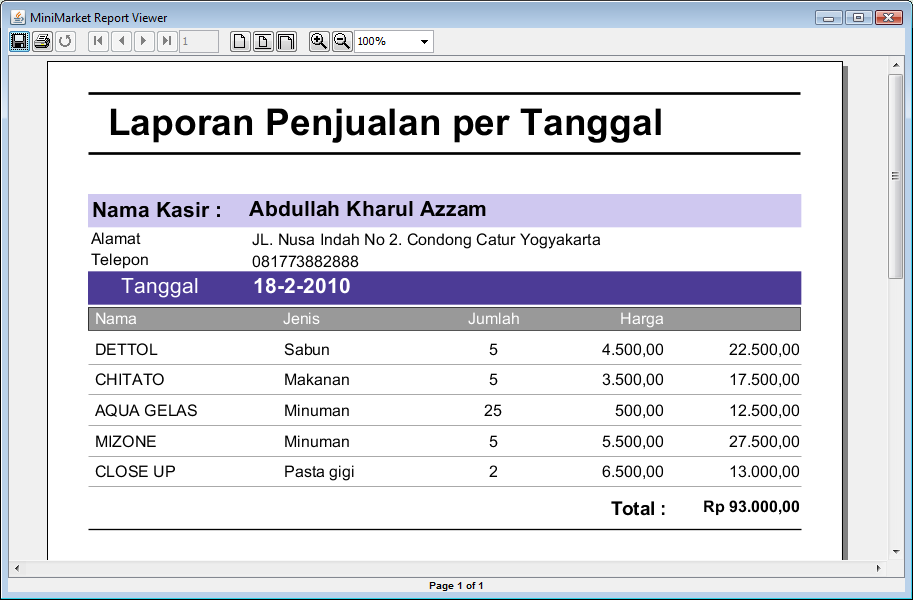 MiniMarket Report Viewer
1
100%
Laporan Penjualan per Tanggal
Nama Kasir : Abdullah Kharul Azzam
Alamat JL. Nusa Indah No 2. Condong Catur Yogyakarta
Telepon 081773882888
Tanggal 18-2-2010
Nama Jenis Jumlah Harga
DETTOL Sabun 5 4.500,00 22.500,00
CHITATO Makanan 5 3.500,00 17.500,00
AQUA GELAS Minuman 25 500,00 12.500,00
MIZONE Minuman 5 5.500,00 27.500,00
CLOSE UP Pasta gigi 2 6.500,00 13.000,00
Total : Rp 93.000,00
Page 1 of 1